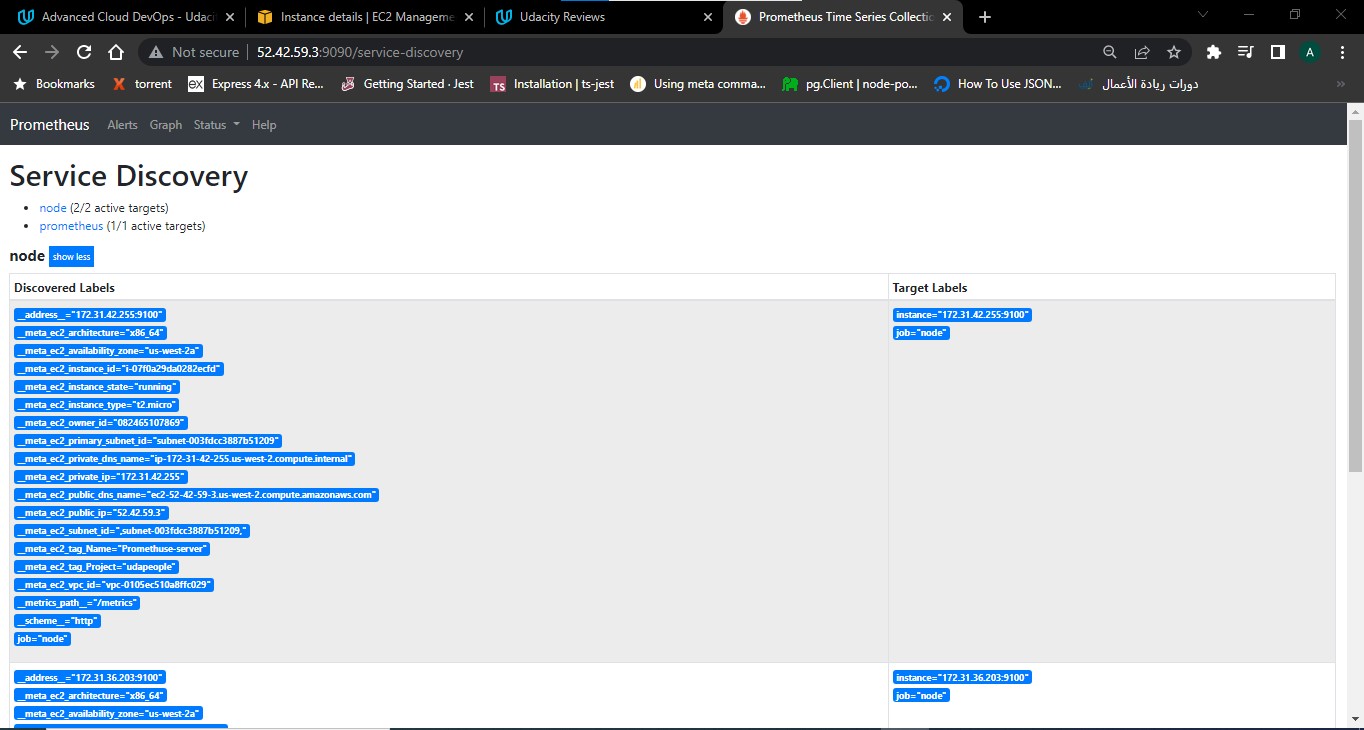 Advanced Cloud DevOps - Udaci
Instance details | EC2 Manageme
Udacity Reviews
Prometheus Time Series Collectio
Not secure
52.42.59.3:9090/service-discovery
A
Bookmarks
torrent
ex Express 4.x - API Re...
Getting Started · Jest
TS Installation | ts-jest
Using meta comma...
pg.Client | node-po...
How To Use JSON...
دورات ريادة الأعمال
»
Prometheus
Alerts
Graph
Status
Help
Service Discovery
node (2/2 active targets)
prometheus (1/1 active targets)
node show less
Discovered Labels
Target Labels
__address__="172.31.42.255:9100"
__meta_ec2_architecture="x86_64"
__meta_ec2_availability_zone="us-west-2a"
__meta_ec2_instance_id="i-07f0a29da0282ecfd"
__meta_ec2_instance_state="running"
__meta_ec2_instance_type="t2.micro"
__meta_ec2_owner_id="082465107869"
__meta_ec2_primary_subnet_id="subnet-003fdcc3887b51209"
__meta_ec2_private_dns_name="ip-172-31-42-255.us-west-2.compute.internal"
__meta_ec2_private_ip="172.31.42.255"
__meta_ec2_public_dns_name="ec2-52-42-59-3.us-west-2.compute.amazonaws.com"
__meta_ec2_public_ip="52.42.59.3"
__meta_ec2_subnet_id=",subnet-003fdcc3887b51209,"
__meta_ec2_tag_Name="Promethuse-server"
__meta_ec2_tag_Project="udapeople"
__meta_ec2_vpc_id="vpc-0105ec510a8ffc029"
__metrics_path__="/metrics"
__scheme__="http"
job="node"
instance="172.31.42.255:9100"
job="node"
__address__="172.31.36.203:9100"
__meta_ec2_architecture="x86_64"
__meta_ec2_availability_zone="us-west-2a"
instance="172.31.36.203:9100"
job="node"